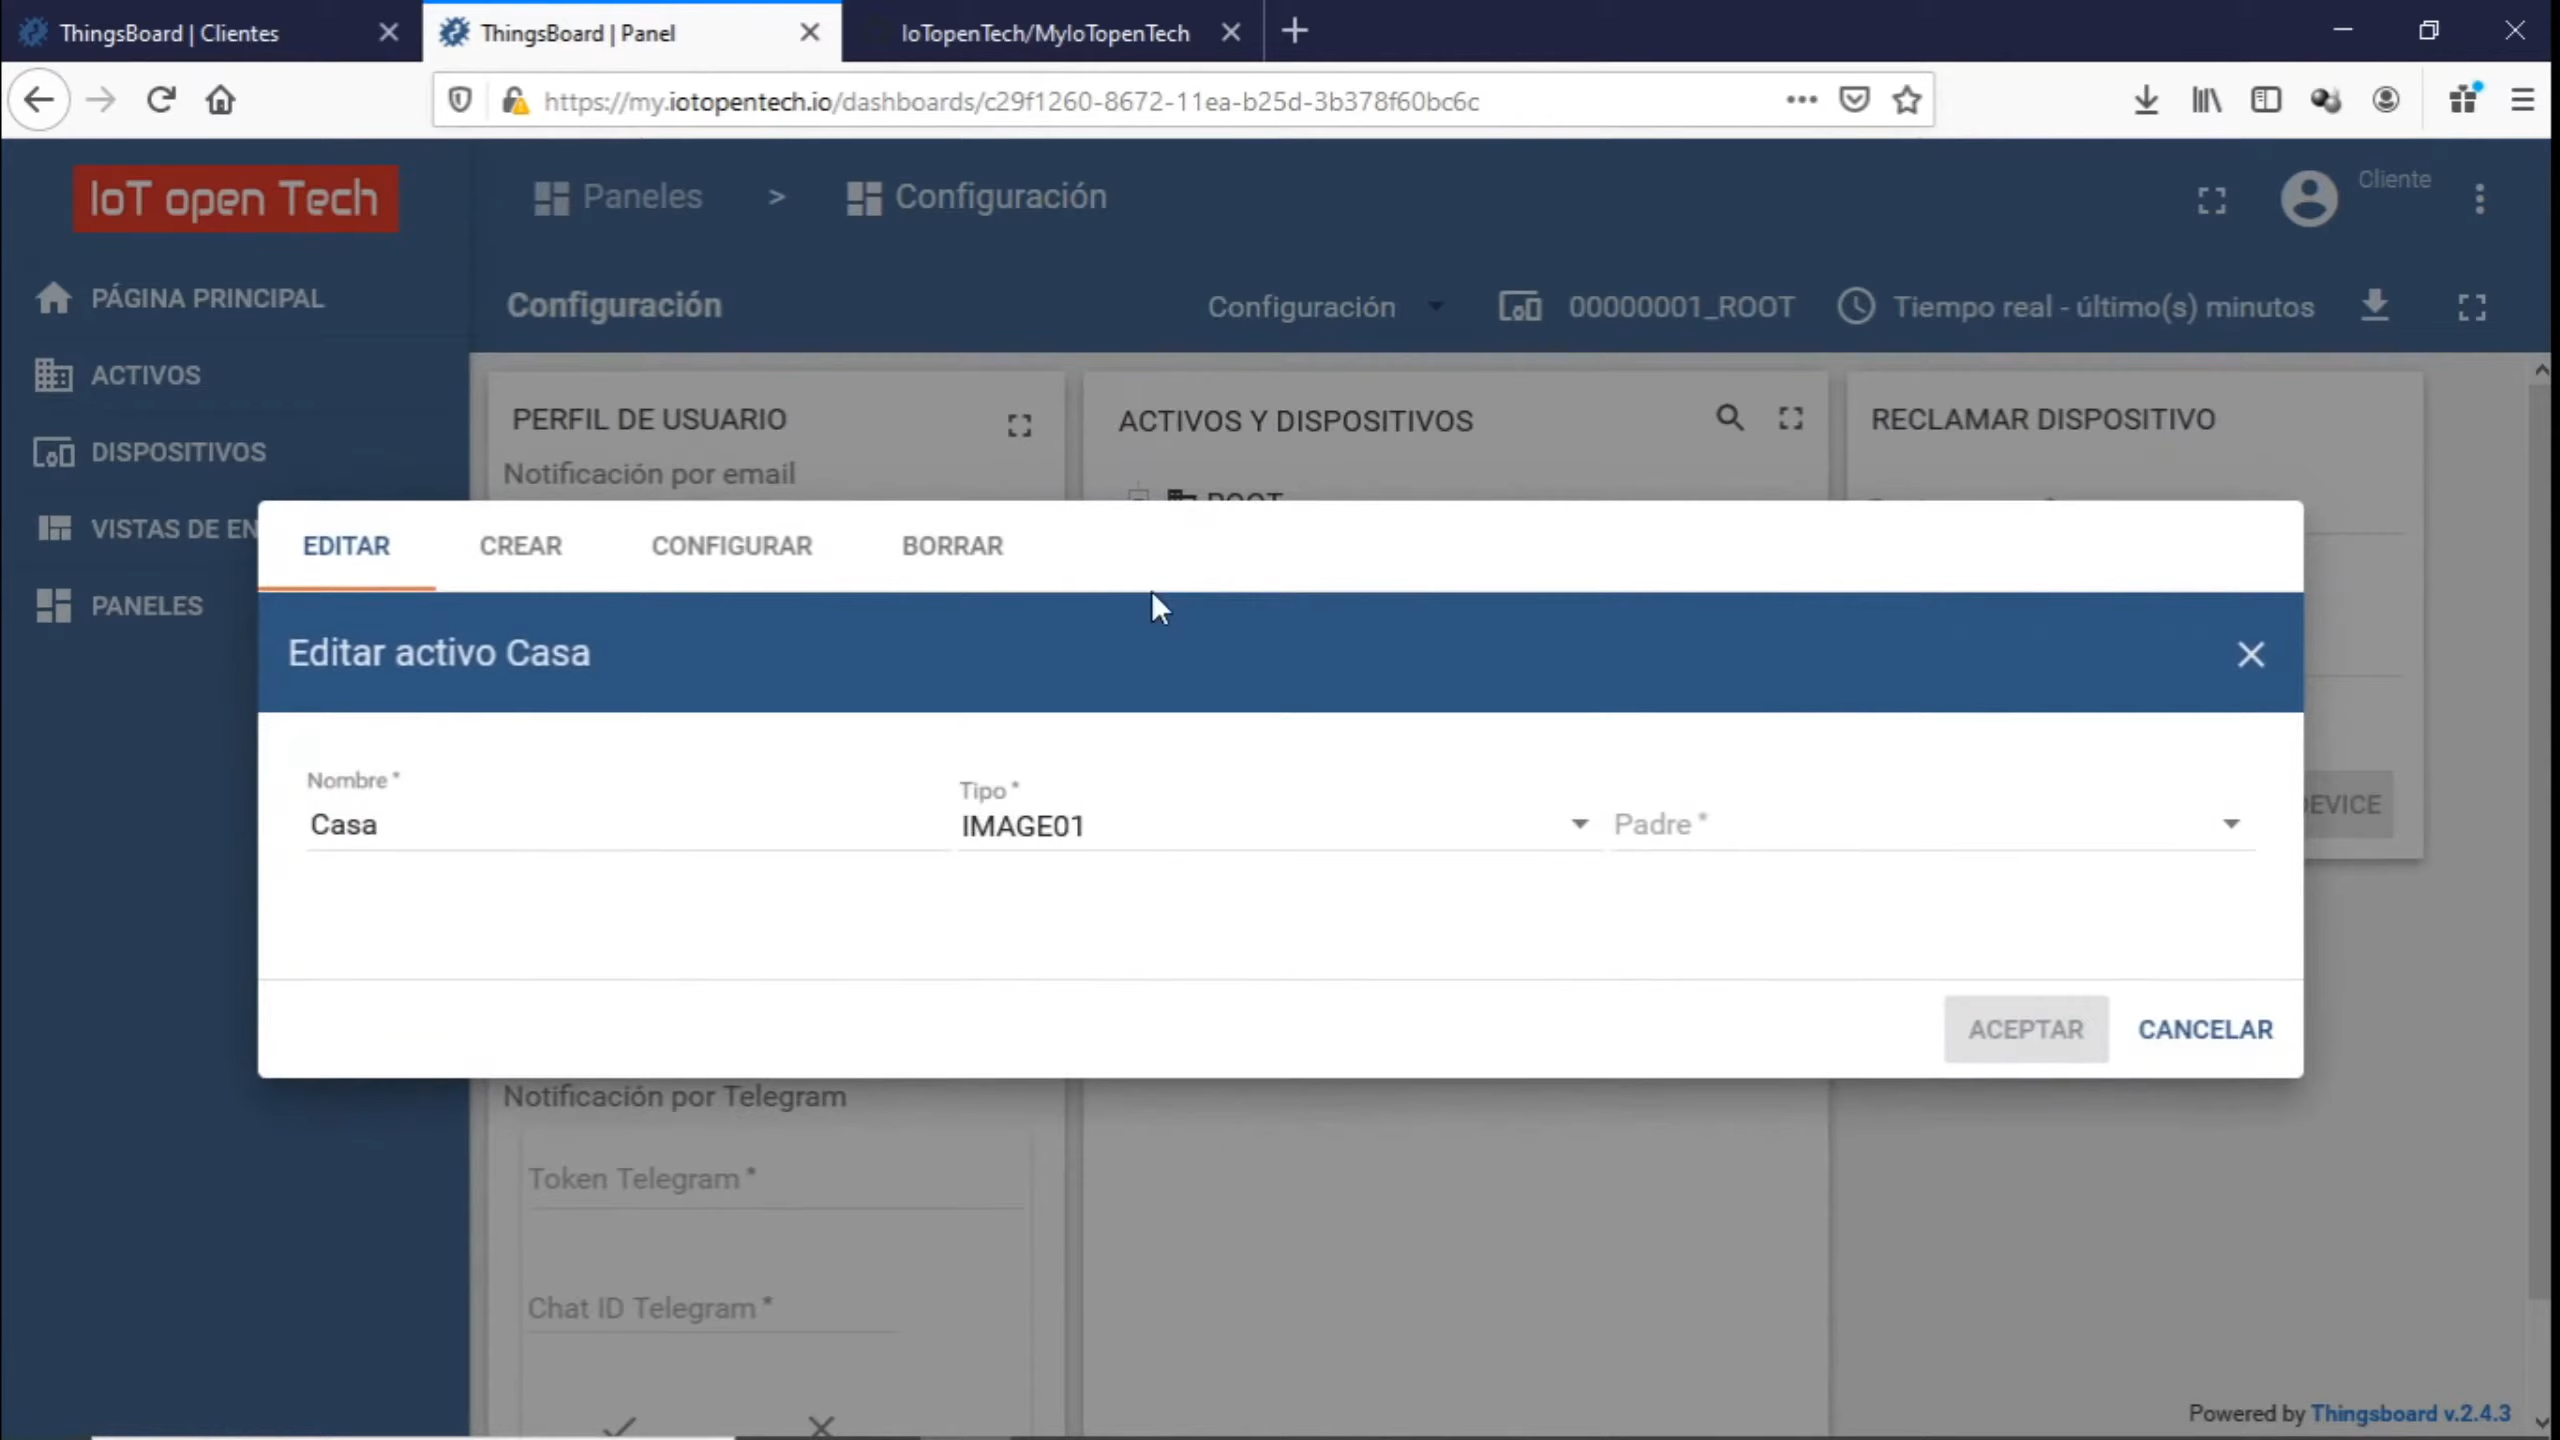 ThingsBoard | Clientes
ThingsBoard | Panel
IoTopenTech/MyIoTopenTech
https://my.iotopentech.io/dashboards/c29f1260-8672-11ea-b25d-3b378f60bc6c
IoT open Tech
Paneles > Configuración
Cliente
PÁGINA PRINCIPAL
ACTIVOS
DISPOSITIVOS
VISTAS DE EN
PANELES
Configuración
Configuración
00000001_ROOT
Tiempo real - último(s) minutos
PERFIL DE USUARIO
Notificación por email
ACTIVOS Y DISPOSITIVOS
ROOT
RECLAMAR DISPOSITIVO
EDITAR CREAR CONFIGURAR BORRAR
Editar activo Casa
Nombre *
Casa
Tipo *
IMAGE01
Padre *
DEVICE
ACEPTAR CANCELAR
Notificación por Telegram
Token Telegram *
Chat ID Telegram *
Powered by Thingsboard v.2.4.3